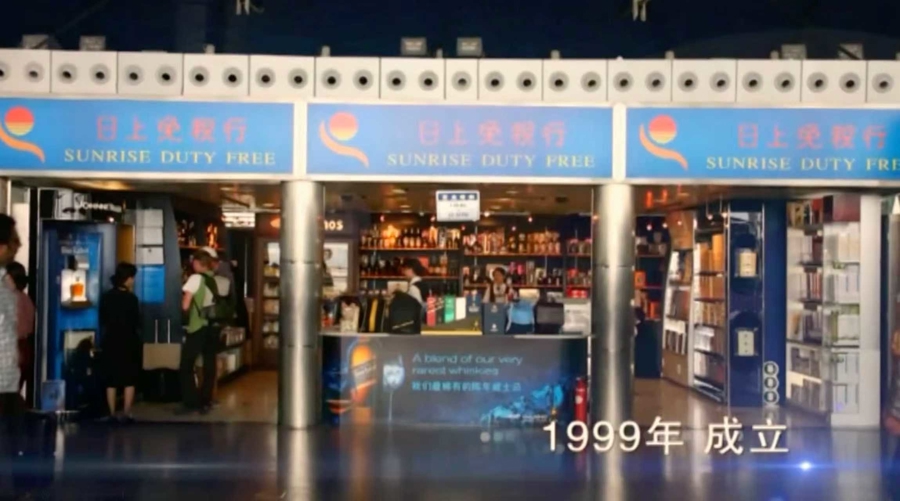 日上免税行
SUNRISE DUTY FREE
日上免税行
SUNRISE DUTY FREE
日上免税行
SUNRISE DUTY FRE
A blend of our very
rarest whiskies
我们最稀有的陈年威士忌
1999年 成立